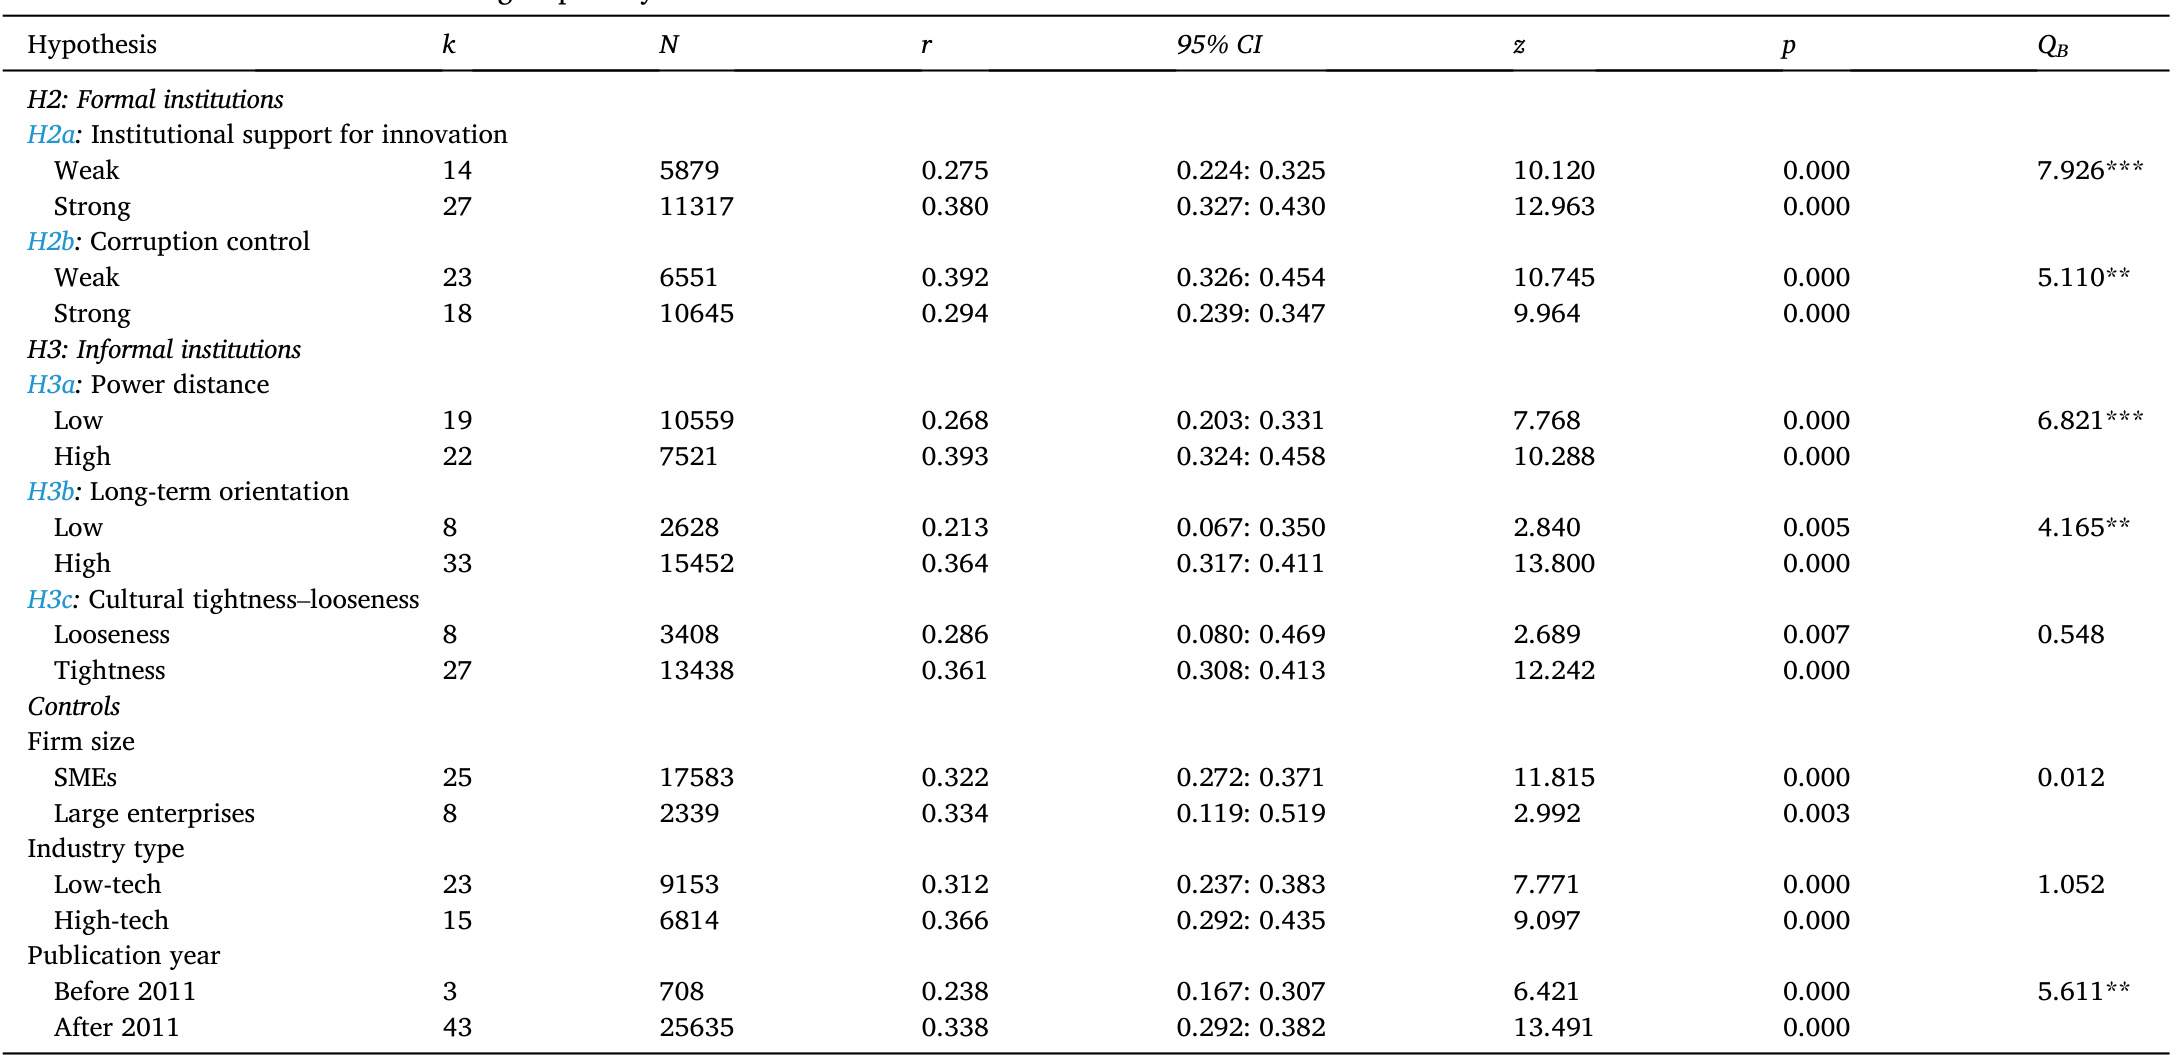 Hypothesis k N r 95% CI z p QB
H2: Formal institutions
H2a: Institutional support for innovation
Weak 14 5879 0.275 0.224: 0.325 10.120 0.000 7.926***
Strong 27 11317 0.380 0.327: 0.430 12.963 0.000
H2b: Corruption control
Weak 23 6551 0.392 0.326: 0.454 10.745 0.000 5.110**
Strong 18 10645 0.294 0.239: 0.347 9.964 0.000
H3: Informal institutions
H3a: Power distance
Low 19 10559 0.268 0.203: 0.331 7.768 0.000 6.821***
High 22 7521 0.393 0.324: 0.458 10.288 0.000
H3b: Long-term orientation
Low 8 2628 0.213 0.067: 0.350 2.840 0.005 4.165**
High 33 15452 0.364 0.317: 0.411 13.800 0.000
H3c: Cultural tightness–looseness
Looseness 8 3408 0.286 0.080: 0.469 2.689 0.007 0.548
Tightness 27 13438 0.361 0.308: 0.413 12.242 0.000
Controls
Firm size
SMEs 25 17583 0.322 0.272: 0.371 11.815 0.000 0.012
Large enterprises 8 2339 0.334 0.119: 0.519 2.992 0.003
Industry type
Low-tech 23 9153 0.312 0.237: 0.383 7.771 0.000 1.052
High-tech 15 6814 0.366 0.292: 0.435 9.097 0.000
Publication year
Before 2011 3 708 0.238 0.167: 0.307 6.421 0.000 5.611**
After 2011 43 25635 0.338 0.292: 0.382 13.491 0.000